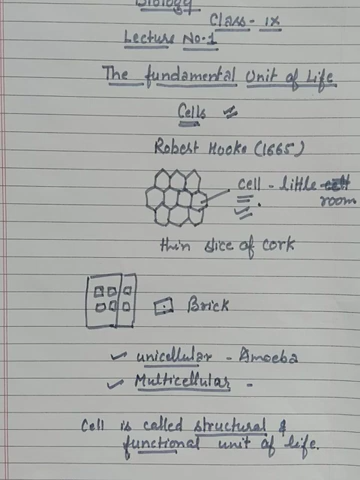 Biology
Class - IX
Lecture No.1
The fundamental Unit of Life
Cells
Robert Hooke (1665)
cell - little
room
thin slice of cork
Brick
unicellular - Amoeba
Multicellular -
Cell is called structural &
functional unit of life.